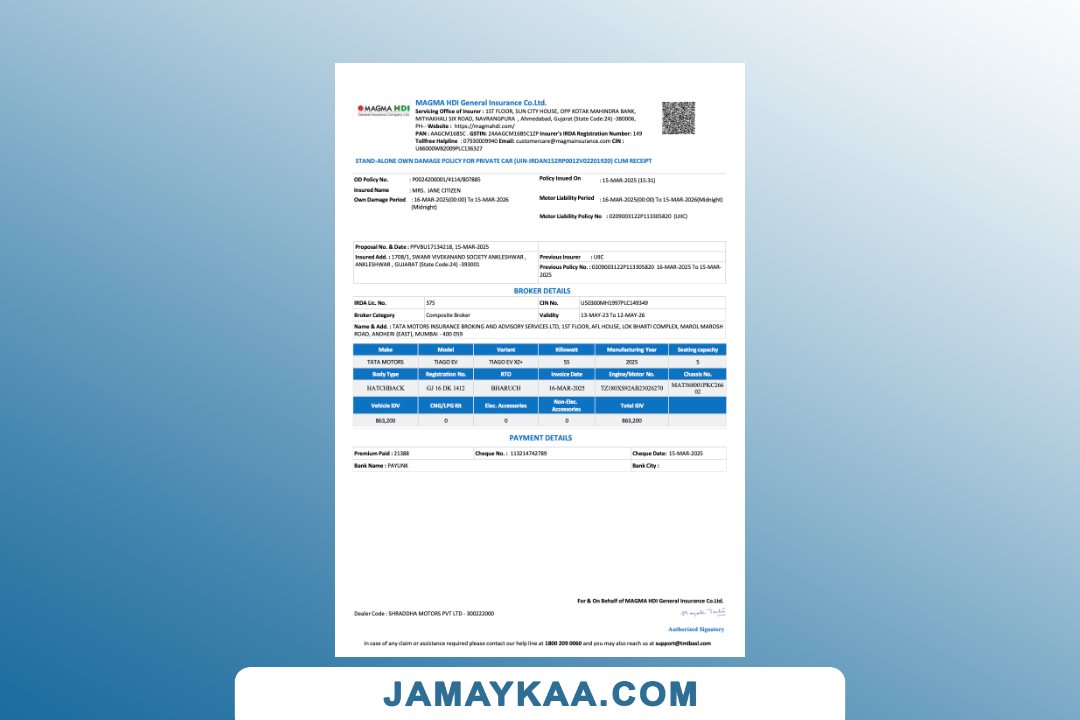 MAGMA HDI
General Insurance Company Ltd.
MAGMA HDI General Insurance Co.Ltd.
Servicing Office of Insurer : 1ST FLOOR, SUN CITY HOUSE, OPP KOTAK MAHINDRA BANK,
MITHAKHALI SIX ROAD, NAVRANGPURA , Ahmedabad, Gujarat (State Code:24) -380006,
PH-- Website : https://magmahdi.com/
PAN : AAGCM1685C . GSTIN: 24AAGCM1685C1ZP Insurer's IRDA Registration Number: 149
Tollfree Helpline : 07930009940 Email: customercare@magmainsurance.com CIN :
U66000WB2009PLC136327
STAND-ALONE OWN DAMAGE POLICY FOR PRIVATE CAR (UIN-IRDAN152RP0012V02201920) CUM RECEIPT
OD Policy No. : P0024200001/4114/807885
Policy Issued On : 15-MAR-2025 (15:31)
Insured Name : MRS. JANE CITIZEN
Own Damage Period : 16-MAR-2025(00:00) To 15-MAR-2026
(Midnight)
Motor Liability Period : 16-MAR-2025(00:00) To 15-MAR-2026(Midnight)
Motor Liability Policy No : 0209003122P113305820 (UIIC)
Proposal No. & Date : PPVBU17134218, 15-MAR-2025
Insured Add. : 1708/1, SWAMI VIVEKANAND SOCIETY ANKLESHWAR ,
ANKLESHWAR , GUJARAT (State Code:24) -393001
Previous Insurer : UIIC
Previous Policy No. : 0209003122P113305820 16-MAR-2025 To 15-MAR-
2025
BROKER DETAILS
IRDA Lic. No. 375 CIN No. U50300MH1997PLC149349
Broker Category Composite Broker Validity 13-MAY-23 To 12-MAY-26
Name & Add. : TATA MOTORS INSURANCE BROKING AND ADVISORY SERVICES LTD, 1ST FLOOR, AFL HOUSE, LOK BHARTI COMPLEX, MAROL MAROSH
ROAD, ANDHERI (EAST), MUMBAI - 400 059
Make Model Variant Killowatt Manufacturing Year Seating capacity
TATA MOTORS TIAGO EV TIAGO EV XZ+ 55 2025 5
Body Type Registration No. RTO Invoice Date Engine/Motor No. Chassis No.
HATCHBACK GJ 16 DK 1412 BHARUCH 16-MAR-2025 TZ180XS92AB23026270 MAT568001PKC266
02
Vehicle IDV CNG/LPG Kit Elec. Accessories Non-Elec.
Accessories Total IDV
863,200 0 0 0 863,200
PAYMENT DETAILS
Premium Paid : 21388 Cheque No. : 113214742789 Cheque Date: 15-MAR-2025
Bank Name : PAYLINK Bank City :
For & On Behalf of MAGMA HDI General Insurance Co.Ltd.
Dealer Code : SHRADDHA MOTORS PVT LTD - 300222000
Authorized Signatory
In case of any claim or assistance required please contact our help line at 1800 209 0060 and you may also reach us at support@tmibasl.com
JAMAYKAA.COM